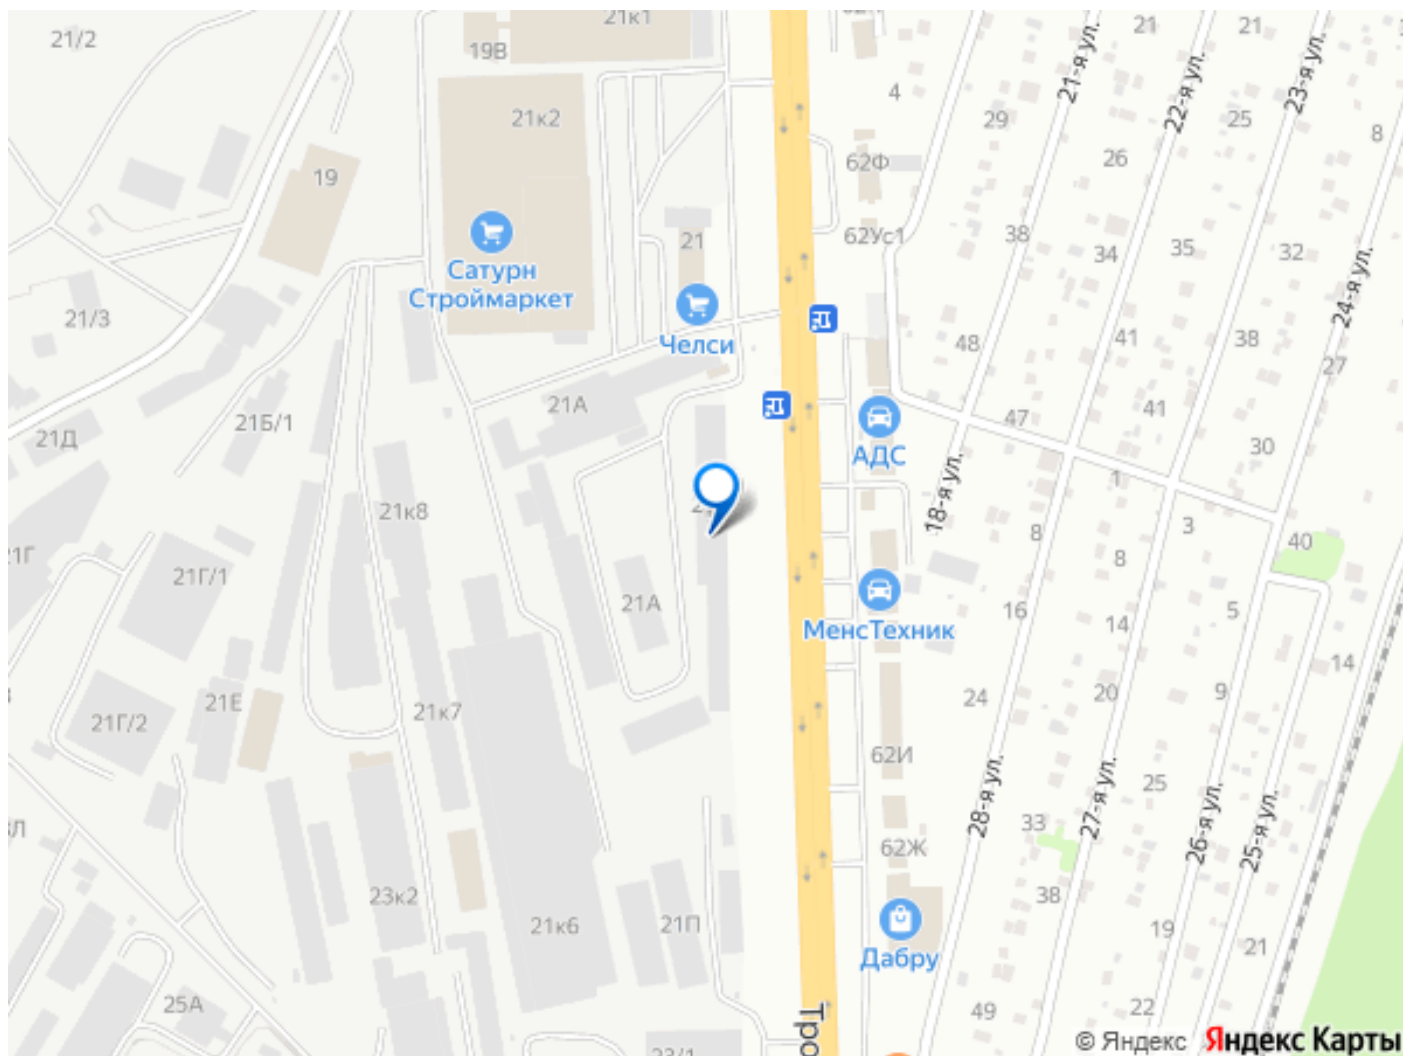 21/2
21к1
19В
21
21
21-я ул.
22-я ул.
23-я ул.
4
29
25
8
21к2
62Ф
26
19
21
62Ус1
38
34
35
32
24-я ул.
Сатурн
Строймаркет
21/3
Челси
48
41
38
27
21А
21Б/1
47
41
21Д
АДС
30
18-я ул.
1
21к8
8
3
40
21Г
21Г/1
8
21А
16
5
МенсТехник
14
14
21Е
24
20
9
21Г/2
21к7
62И
28-я ул.
27-я ул.
25
26-я ул.
25-я ул.
33
62Ж
23к2
38
21к6
21П
19
Дабру
21
25А
49
22
Тро
© Яндекс
Яндекс Карты